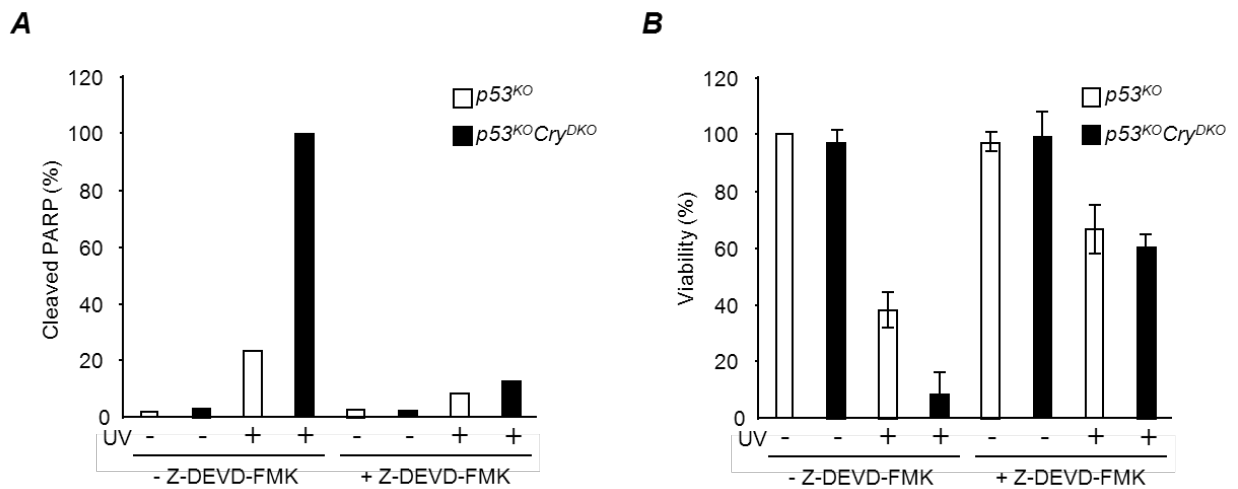 A
Cleaved PARP (%)
120
100
80
60
40
20
0
p53KO
p53KOCryDKO
UV - - + + - - + +
- Z-DEVD-FMK + Z-DEVD-FMK
B
Viability (%)
120
100
80
60
40
20
0
p53KO
p53KOCryDKO
UV - - + + - - + +
- Z-DEVD-FMK + Z-DEVD-FMK